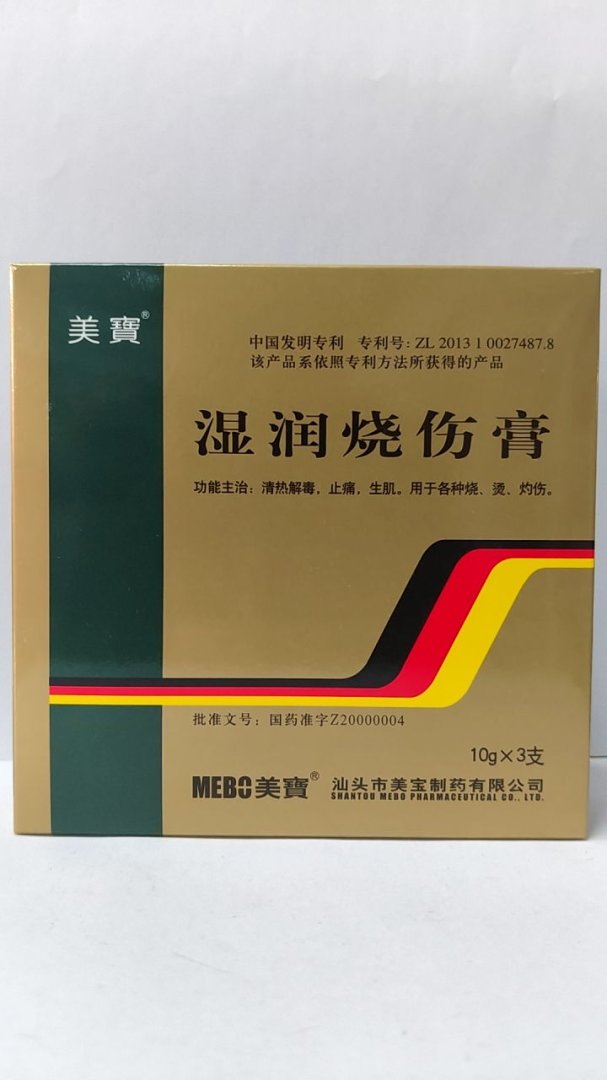 美寶®
中国发明专利 专利号：ZL 2013 1 0027487.8
该产品系依照专利方法所获得的产品
湿润烧伤膏
功能主治：清热解毒，止痛，生肌。用于各种烧、烫、灼伤。
批准文号：国药准字Z20000004
10g×3支
MEBO美寶®
汕头市美宝制药有限公司
SHANTOU MEBO PHARMACEUTICAL CO., LTD.